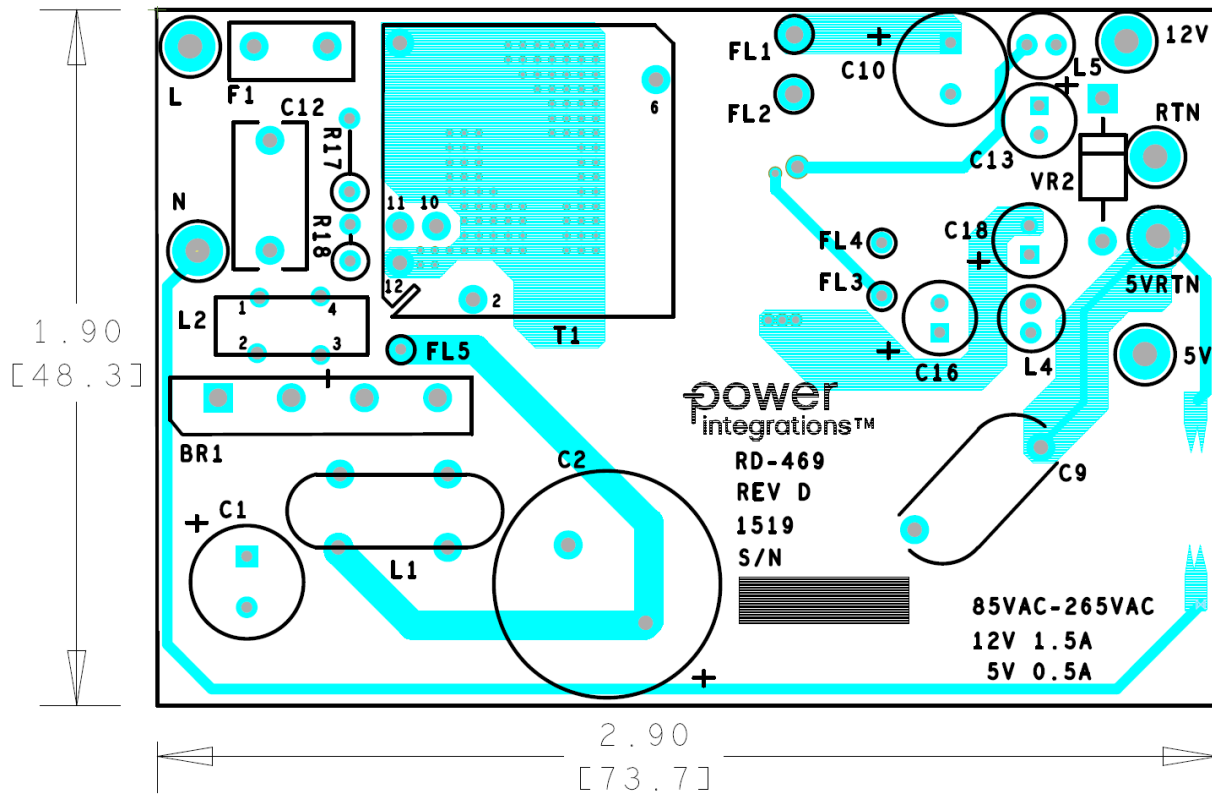 L
F1
C12
R17
R18
N
L2
1
4
2
3
BR1
C1
L1
C2
11
10
12
2
6
T1
FL5
FL1
FL2
C10
L5
12V
RTN
C13
VR2
FL4
FL3
C18
C16
L4
5VRTN
5V
C9
power
integrations™
RD-469
REV D
1519
S/N
85VAC-265VAC
12V 1.5A
5V 0.5A
1.90
[48.3]
2.90
[73.7]